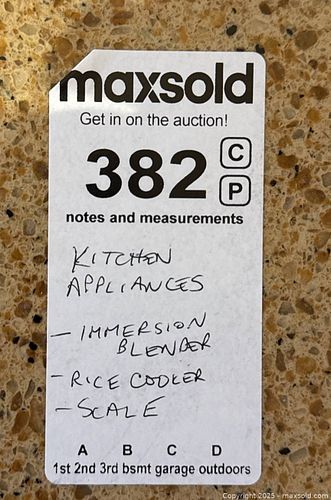 maxsold
Get in on the auction!
382
C
P
notes and measurements
KITCHEN
APPLIANCES
- IMMERSION
BLENDER
- RICE COOKER
- SCALE
A B C D
1st 2nd 3rd bsmt garage outdoors
Copyright 2025 - maxsold.com